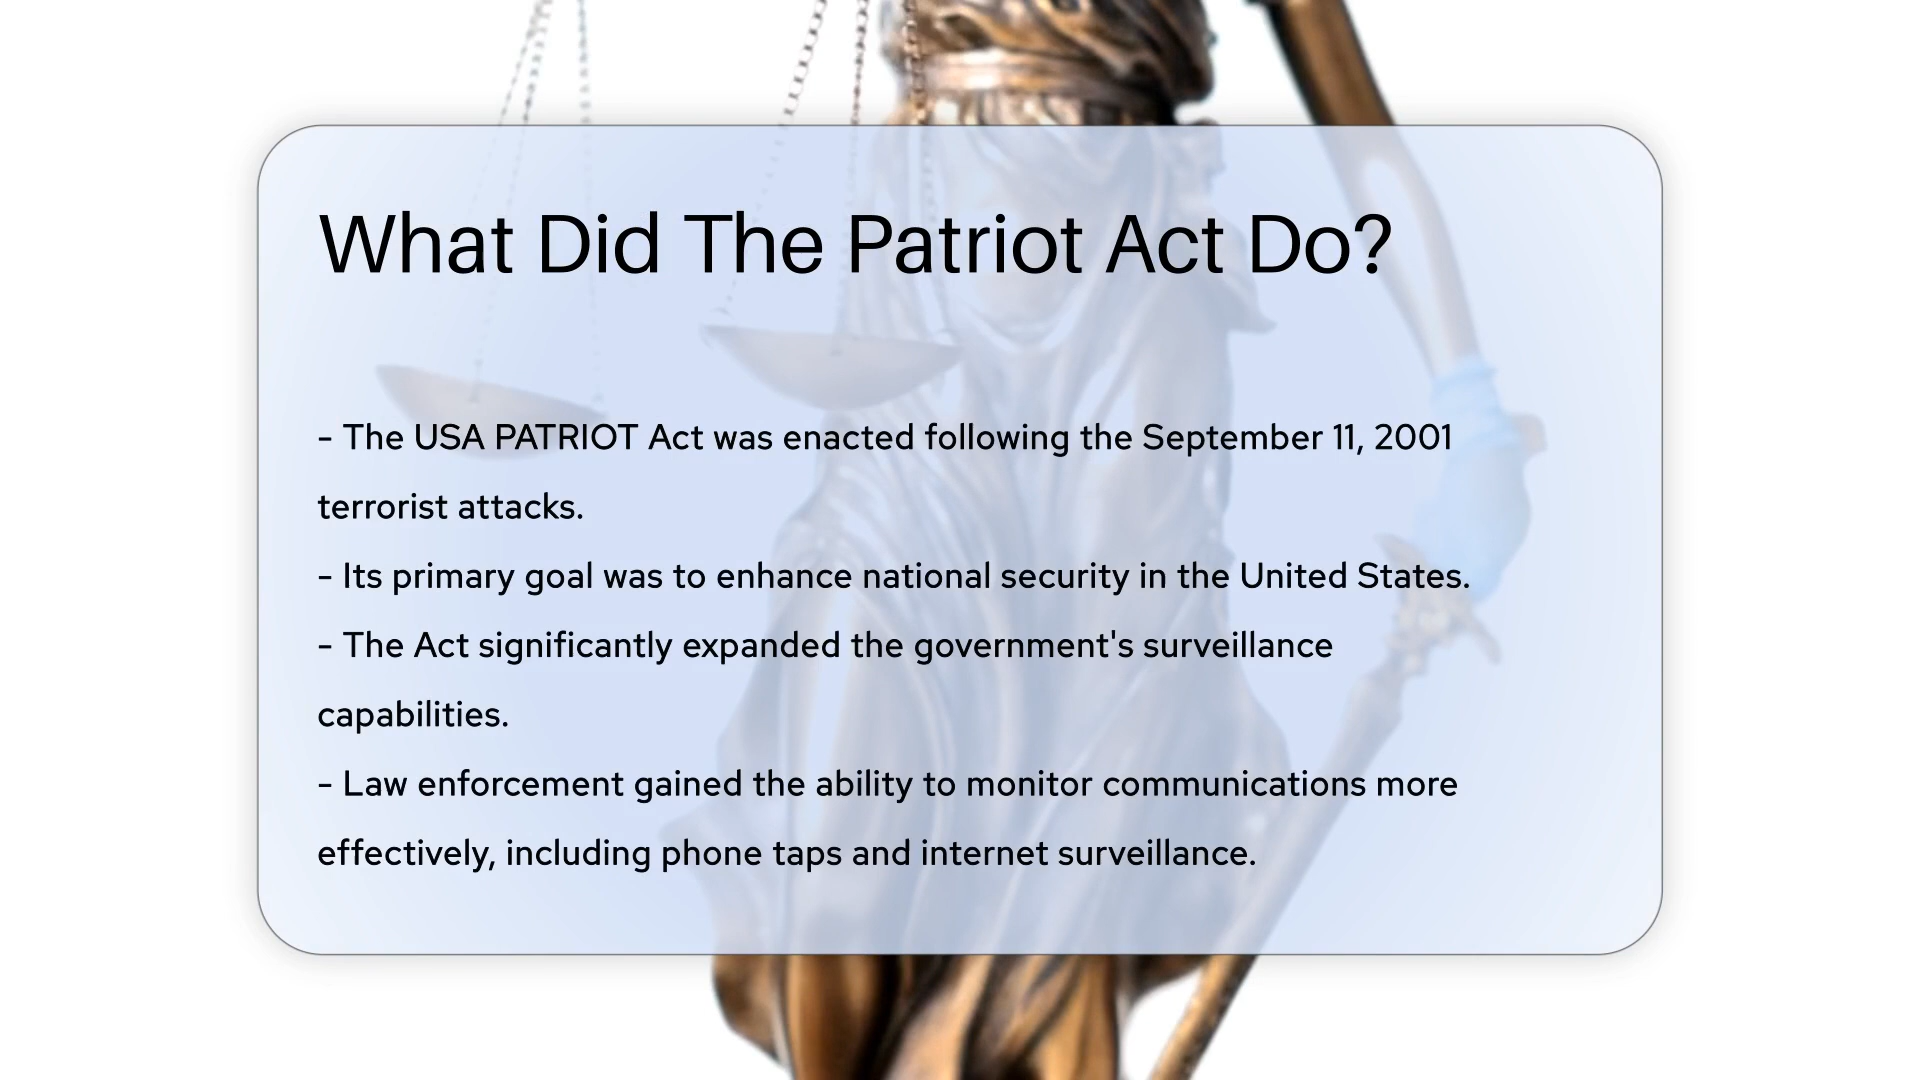 What Did The Patriot Act Do?
- The USA PATRIOT Act was enacted following the September 11, 2001
terrorist attacks.
- Its primary goal was to enhance national security in the United States.
- The Act significantly expanded the government's surveillance
capabilities.
- Law enforcement gained the ability to monitor communications more
effectively, including phone taps and internet surveillance.